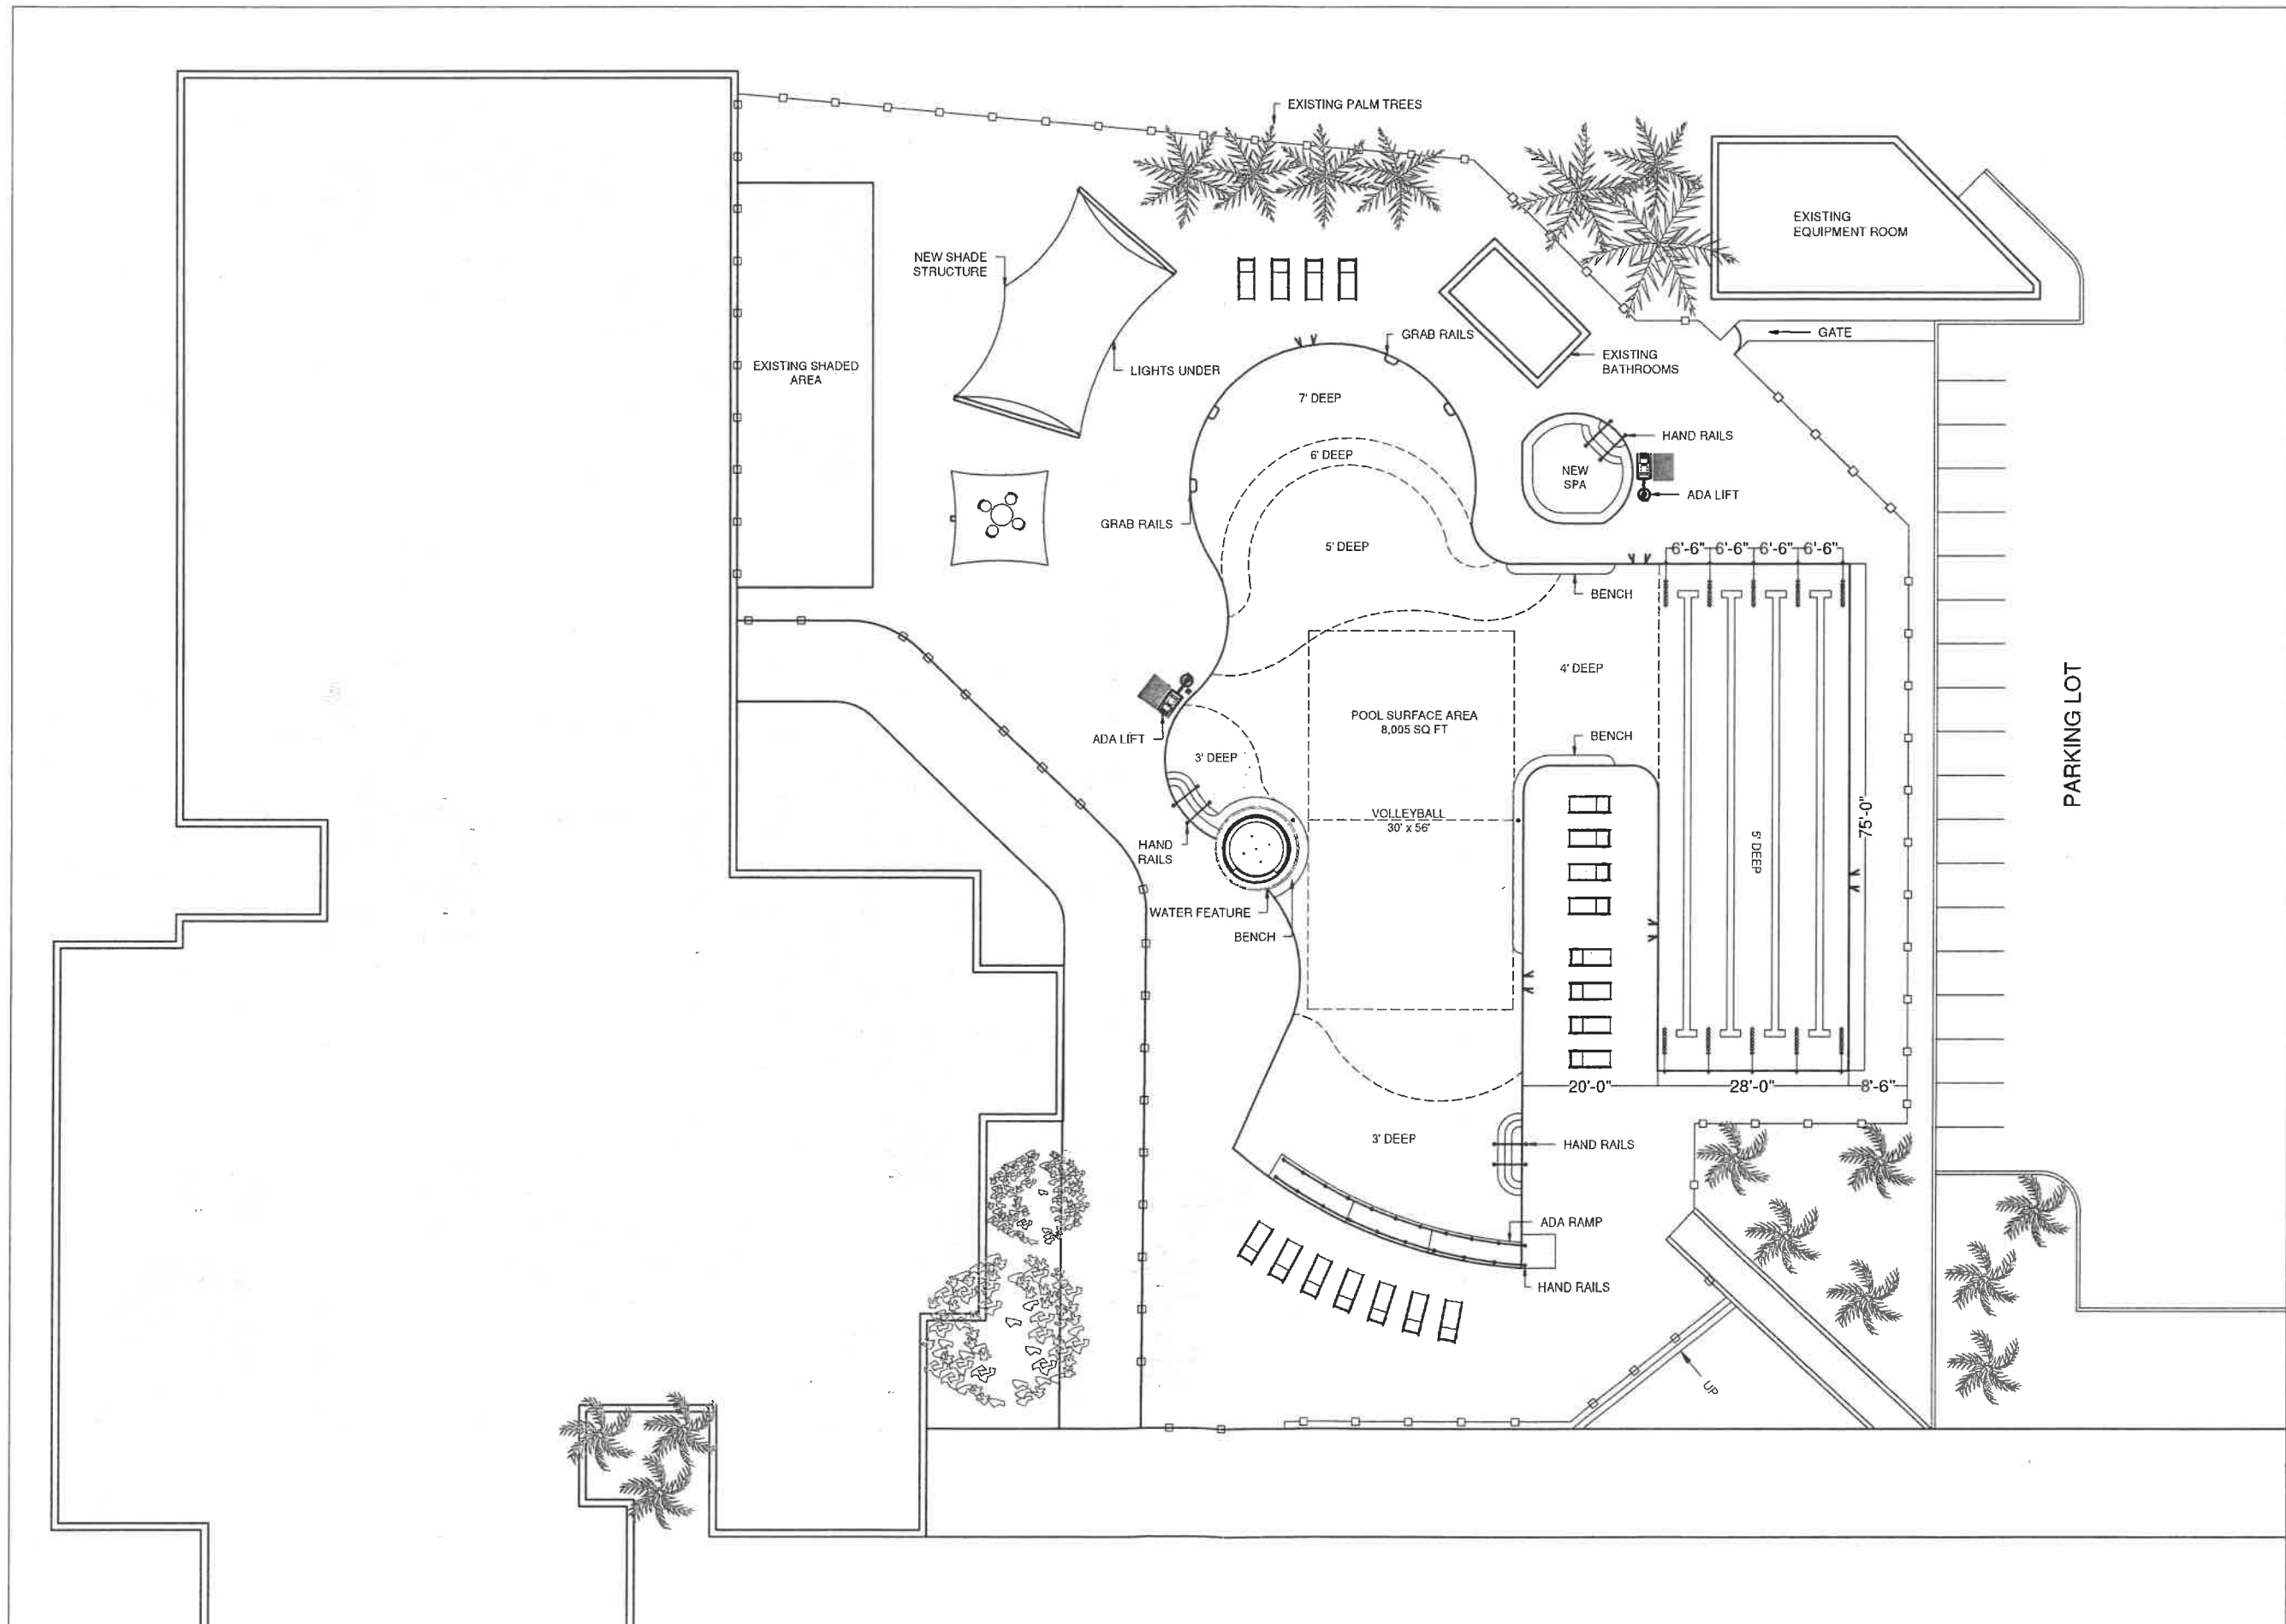 EXISTING PALM TREES
EXISTING
EQUIPMENT ROOM
NEW SHADE
STRUCTURE
GATE
GRAB RAILS
EXISTING
BATHROOMS
EXISTING SHADED
AREA
LIGHTS UNDER
7' DEEP
HAND RAILS
6' DEEP
NEW
SPA
ADA LIFT
GRAB RAILS
5' DEEP
6'-6"
6'-6"
6'-6"
6'-6"
BENCH
4' DEEP
POOL SURFACE AREA
8,005 SQ FT
PARKING LOT
ADA LIFT
BENCH
3' DEEP
VOLLEYBALL
30' x 56'
75'-0"
5' DEEP
HAND
RAILS
WATER FEATURE
BENCH
20'-0"
28'-0"
8'-6"
3' DEEP
HAND RAILS
ADA RAMP
HAND RAILS
UP